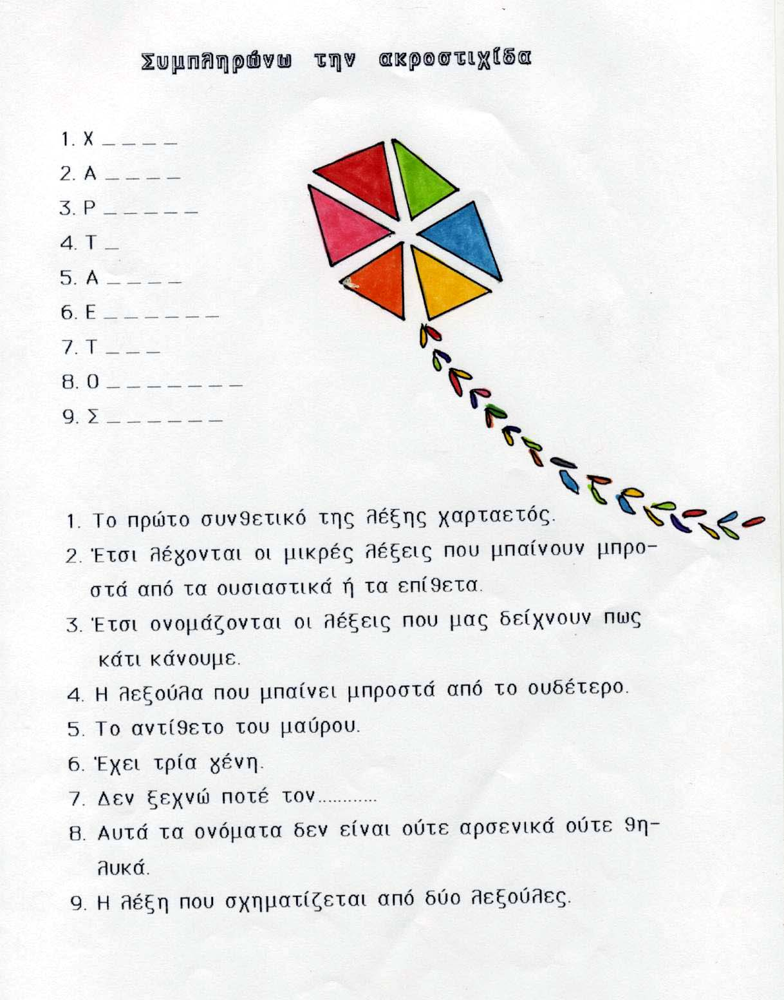 Συμπληρώνω την ακροστιχίδα
1. Χ _ _ _ _
2. Α _ _ _ _
3. Ρ _ _ _ _ _
4. Τ _
5. Α _ _ _ _
6. Ε _ _ _ _ _ _
7. Τ _ _ _
8. Ο _ _ _ _ _ _ _
9. Σ _ _ _ _ _ _
1. Το πρώτο συνθετικό της λέξης χαρταετός.
2. Έτσι λέγονται οι μικρές λέξεις που μπαίνουν μπρο-
στά από τα ουσιαστικά ή τα επίθετα.
3. Έτσι ονομάζονται οι λέξεις που μας δείχνουν πως
κάτι κάνουμε.
4. Η λεξούλα που μπαίνει μπροστά από το ουδέτερο.
5. Το αντίθετο του μαύρου.
6. Έχει τρία γένη.
7. Δεν ξεχνώ ποτέ τον............
8. Αυτά τα ονόματα δεν είναι ούτε αρσενικά ούτε θη-
λυκά.
9. Η λέξη που σχηματίζεται από δύο λεξούλες.